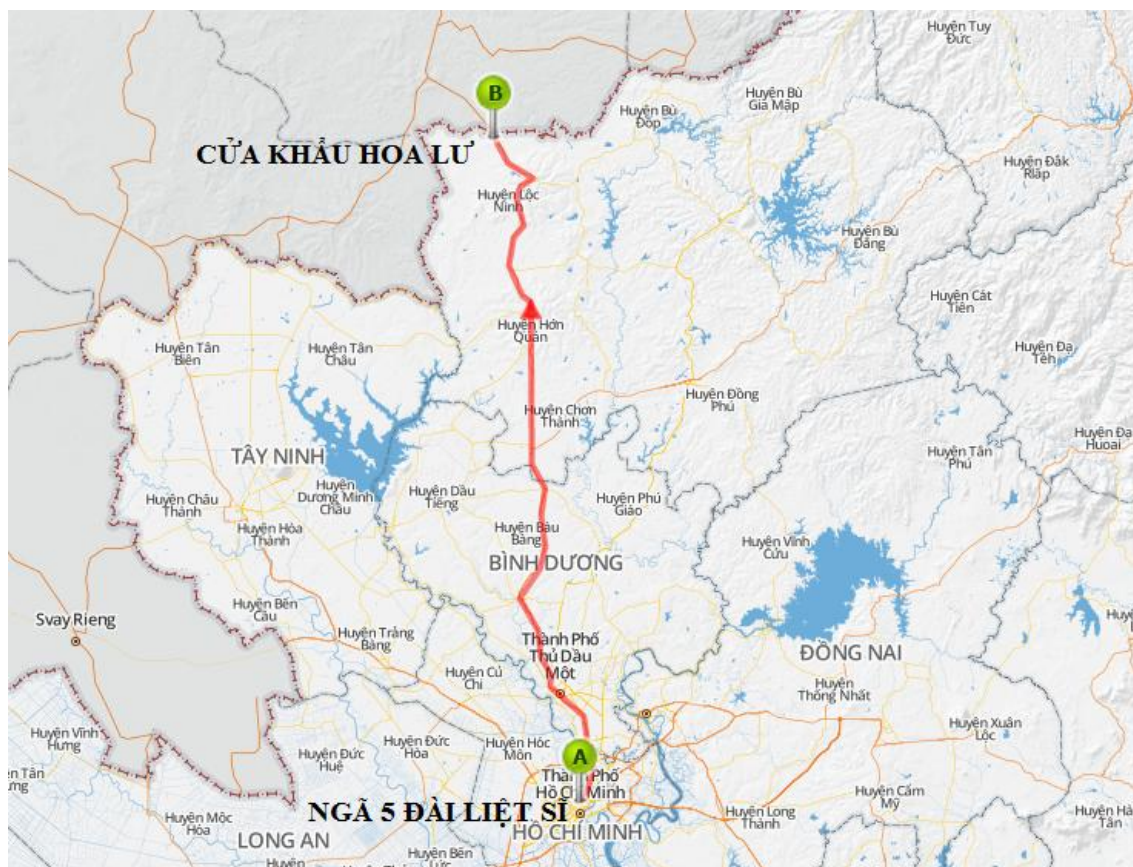 Huyện Tuy
Đức
B
Huyện Bù
Gia Mập
Huyện Bù
Đốp
CỬA KHẨU HOA LƯ
Huyện Đắk
Rlấp
Huyện Lộc
Ninh
Huyện Bù
Đăng
Huyện Cát
Tiên
Huyện Hớn
Quản
Huyện Tân
Biên
Huyện Tân
Châu
Huyện Đạ
Tẻh
Huyện Đồng
Phú
Huyện Chơn
Thành
Huyện Đạ
Huoai
TÂY NINH
Huyện Tân
Phú
Huyện
Dương Minh
Châu
Huyện Dầu
Tiếng
Huyện Châu
Thành
Huyện Phú
Giáo
Huyện Hòa
Thành
Huyện Bàu
Bàng
Huyện Vĩnh
Cửu
BÌNH DƯƠNG
Huyện Bến
Cầu
Svay Rieng
Huyện Trảng
Bàng
Thành Phố
Thủ Dầu
Một
ĐỒNG NAI
Huyện Củ
Chi
Huyện
Thống Nhất
Huyện Vĩnh
Hưng
Huyện Đức
Huệ
Huyện Đức
Hòa
Huyện Hóc
Môn
Huyện Xuân
Lộc
A
Thành Phố
Hồ Chí Minh
Huyện Cẩm
Mỹ
NGÃ 5 ĐÀI LIỆT SĨ
HỒ CHÍ MINH
Huyện Long
Thành
Huyện Mộc
Hóa
LONG AN
Huyện Bến
Lức
Tân